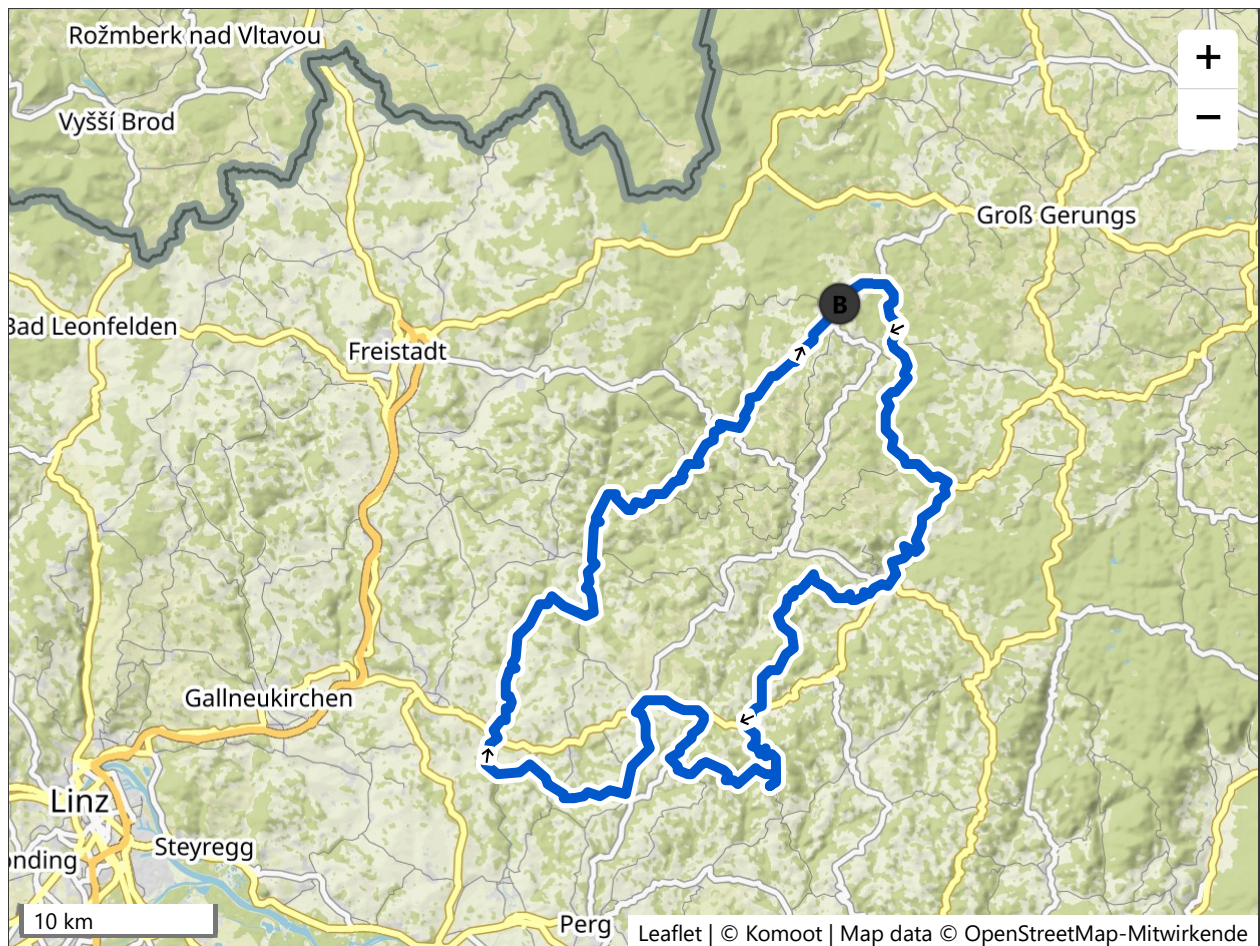 Rožmberk nad Vltavou
+
Vyšší Brod
−
Groß Gerungs
B
Bad Leonfelden
Freistadt
Gallneukirchen
Linz
Steyregg
onding
10 km
Perg
Leaflet | © Komoot | Map data © OpenStreetMap-Mitwirkende